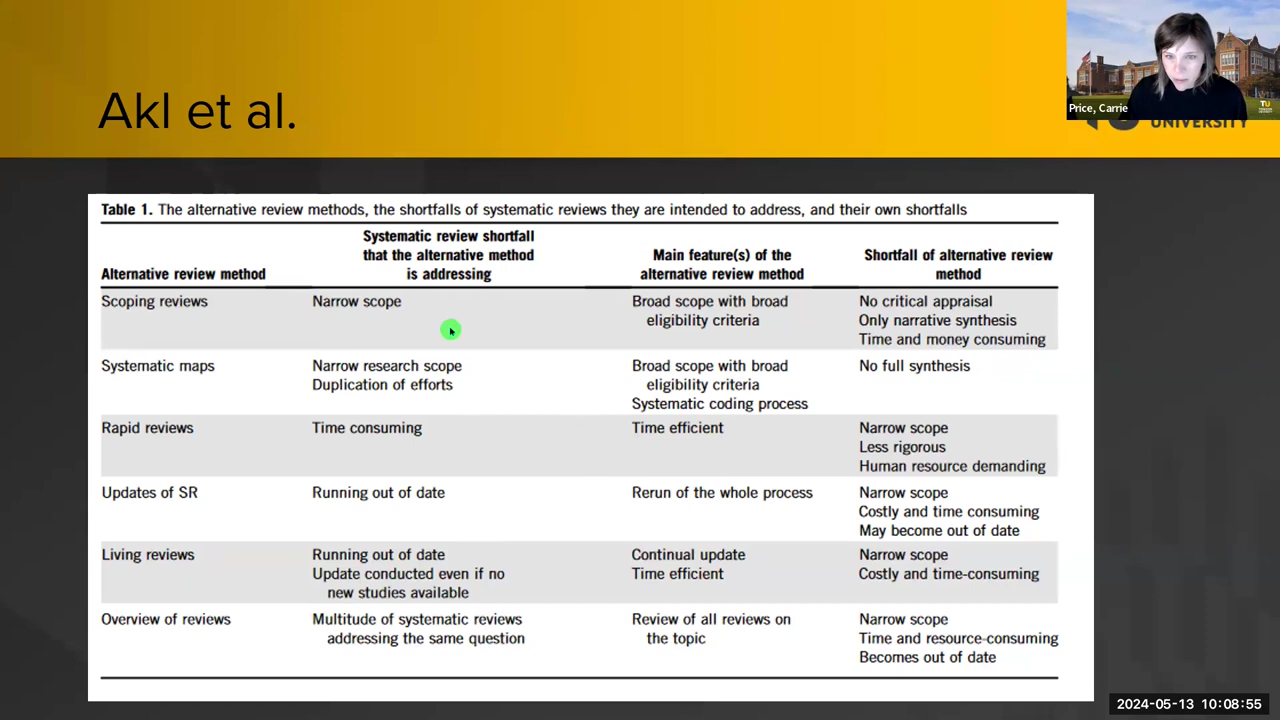 Akl et al.
Price, Carrie
TU
UNIVERSITY
Table 1. The alternative review methods, the shortfalls of systematic reviews they are intended to address, and their own shortfalls
Alternative review method
Systematic review shortfall
that the alternative method
is addressing
Main feature(s) of the
alternative review method
Shortfall of alternative review
method
Scoping reviews
Narrow scope
Broad scope with broad
eligibility criteria
No critical appraisal
Only narrative synthesis
Time and money consuming
Systematic maps
Narrow research scope
Duplication of efforts
Broad scope with broad
eligibility criteria
Systematic coding process
No full synthesis
Rapid reviews
Time consuming
Time efficient
Narrow scope
Less rigorous
Human resource demanding
Updates of SR
Running out of date
Rerun of the whole process
Narrow scope
Costly and time consuming
May become out of date
Living reviews
Running out of date
Update conducted even if no
new studies available
Continual update
Time efficient
Narrow scope
Costly and time-consuming
Overview of reviews
Multitude of systematic reviews
addressing the same question
Review of all reviews on
the topic
Narrow scope
Time and resource-consuming
Becomes out of date
2024-05-13 10:08:55